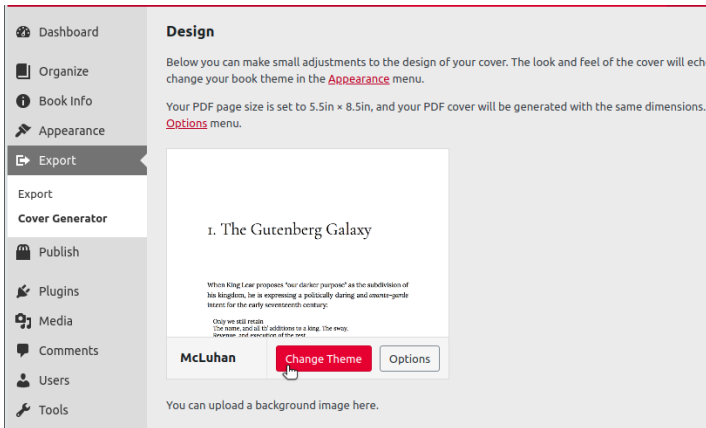 Dashboard
Organize
Book Info
Appearance
Export
Export
Cover Generator
Publish
Plugins
Media
Comments
Users
Tools
Design
Below you can make small adjustments to the design of your cover. The look and feel of the cover will ech
change your book theme in the Appearance menu.
Your PDF page size is set to 5.5in × 8.5in, and your PDF cover will be generated with the same dimensions.
Options menu.
1. The Gutenberg Galaxy
When King Lear proposes "our darker purpose" as the subdivision of
his kingdom, he is expressing a politically daring and avante-garde
intent for the early seventeenth century:
Only we still retain
The name, and all th' additions to a king. The sway,
Revenue, and execution of the rest
McLuhan
Change Theme
Options
You can upload a background image here.